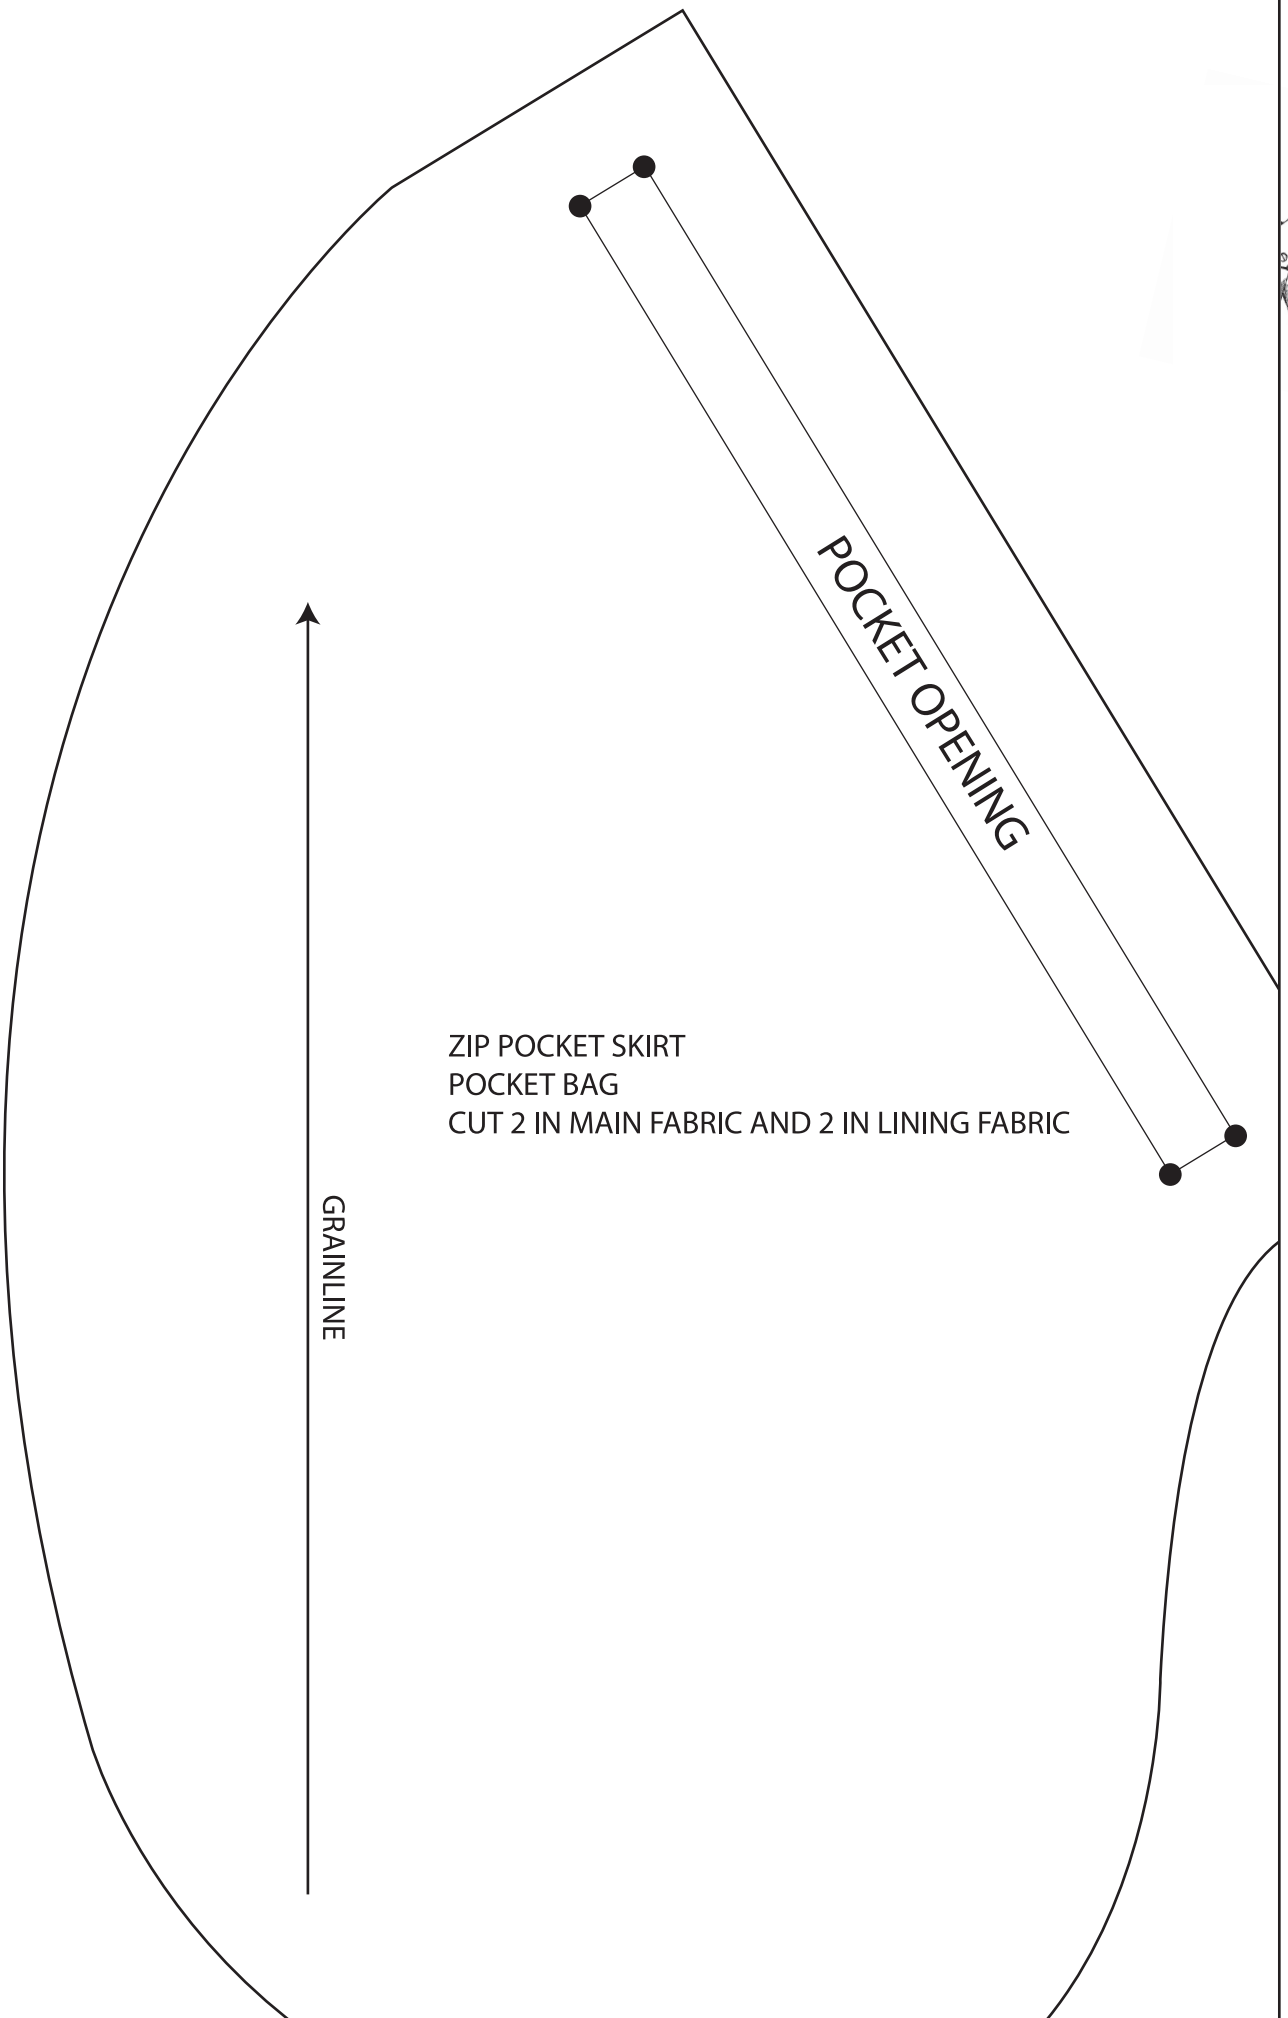 POCKET OPENING
ZIP POCKET SKIRT
POCKET BAG
CUT 2 IN MAIN FABRIC AND 2 IN LINING FABRIC
GRAINLINE